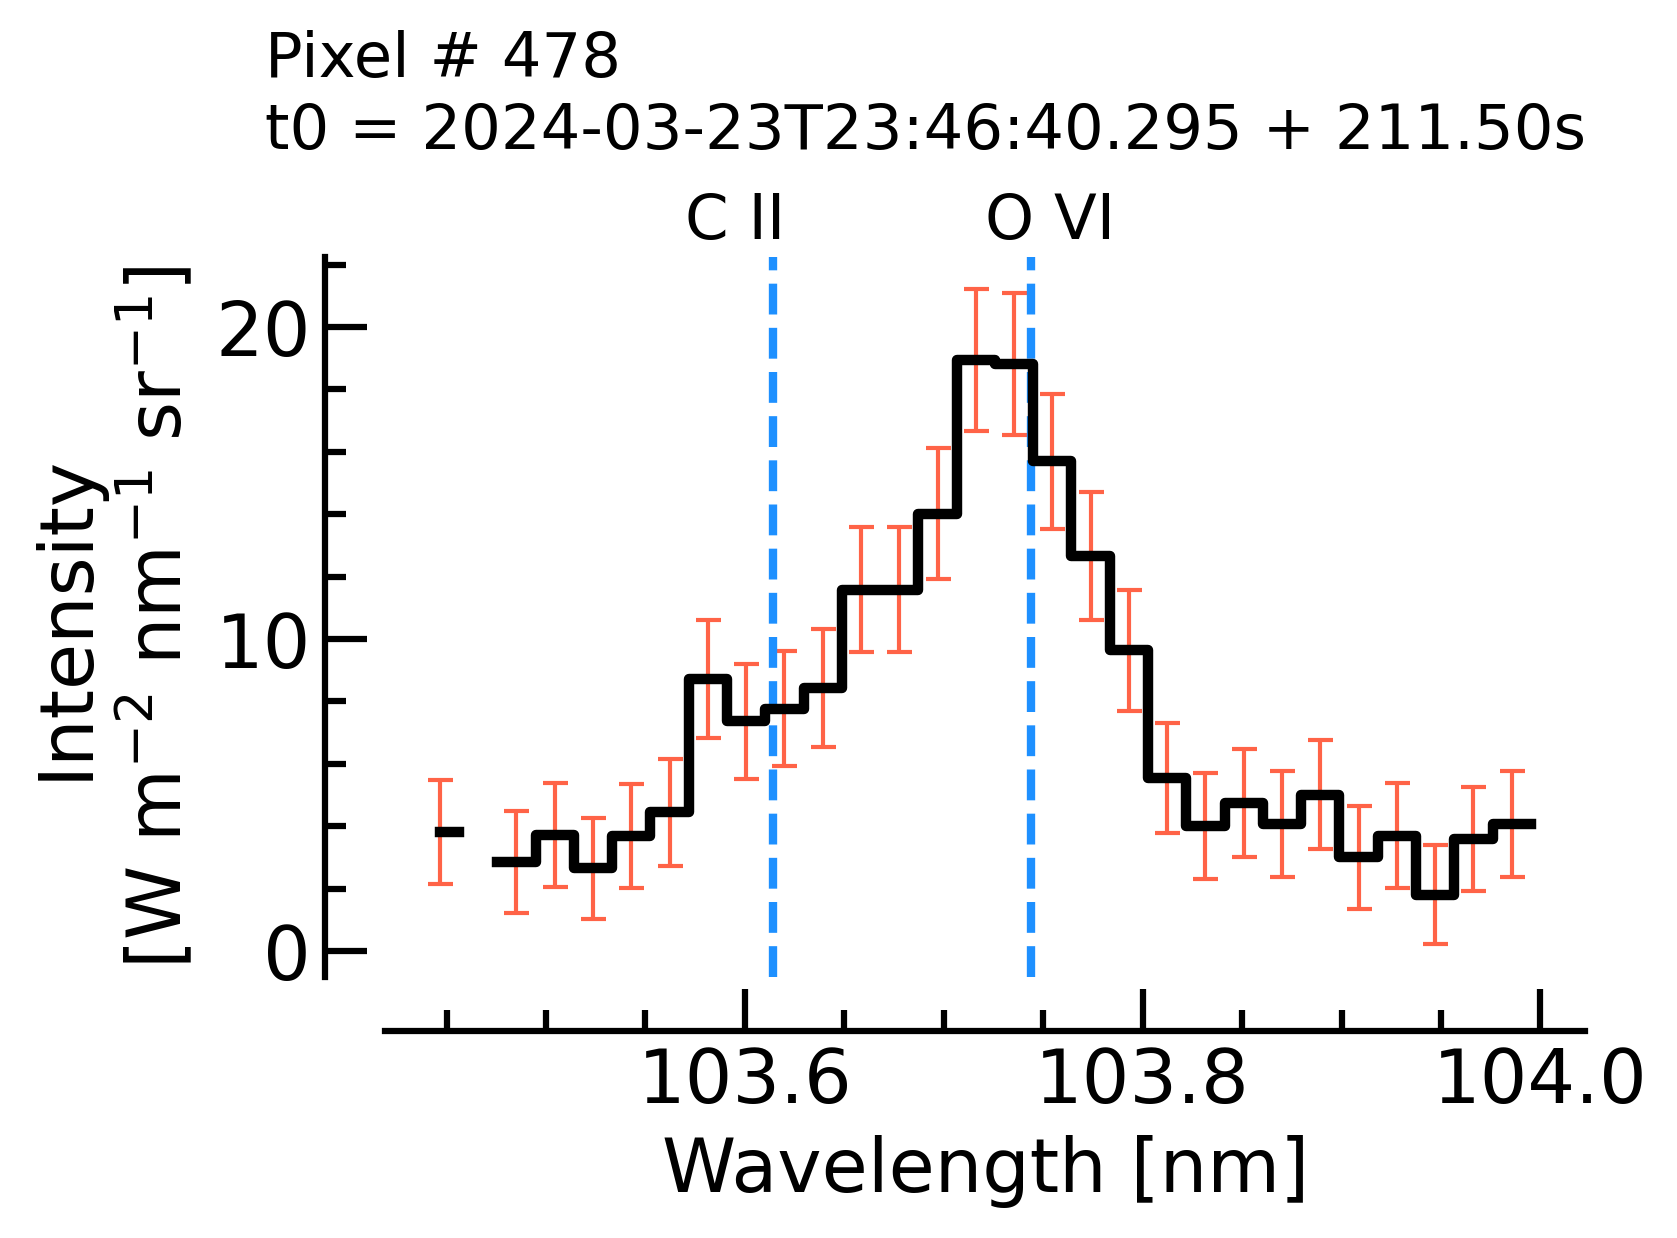 Pixel # 478
t0 = 2024-03-23T23:46:40.295 + 211.50s
C II O VI
Intensity
[W m⁻² nm⁻¹ sr⁻¹]
20
10
0
103.6 103.8 104.0
Wavelength [nm]